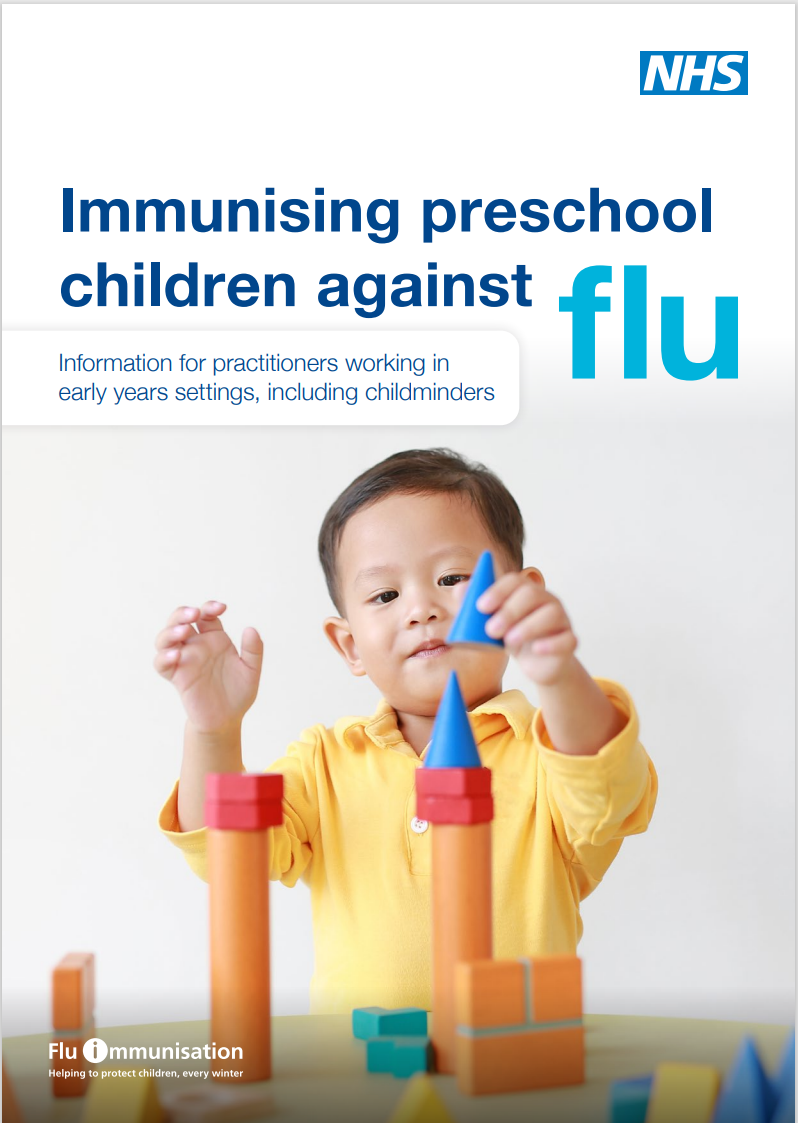 NHS
Immunising preschool
children against flu
Information for practitioners working in
early years settings, including childminders
Flu immunisation
Helping to protect children, every winter